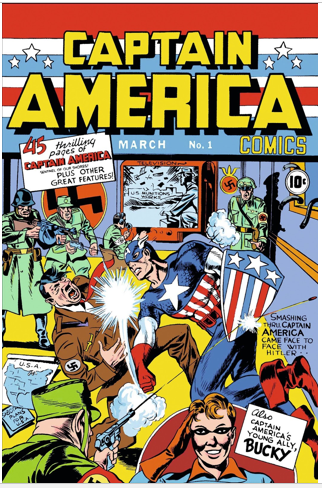 CAPTAIN
AMERICA
COMICS
MARCH No. 1
10¢
45 thrilling
pages of
CAPTAIN AMERICA
SENTINEL OF OUR SHORES!
PLUS OTHER
GREAT FEATURES!
TELEVISION
U.S. MUNITIONS
WORKS
SMASHING
THRU, CAPTAIN
AMERICA
CAME FACE TO
FACE WITH
HITLER - -
U.S.A.
PLANS
FOR
Also
CAPTAIN
AMERICA'S
YOUNG ALLY,
BUCKY